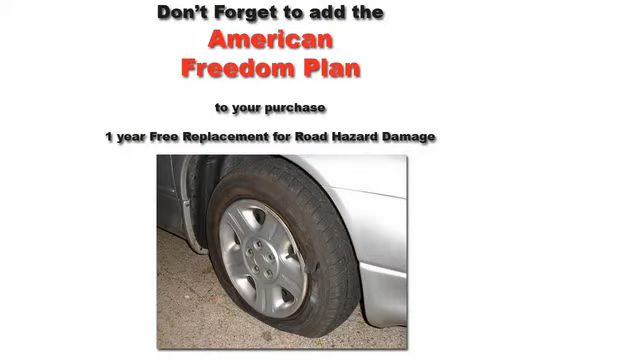 Don't Forget to add the
American
Freedom Plan
to your purchase
1 year Free Replacement for Road Hazard Damage